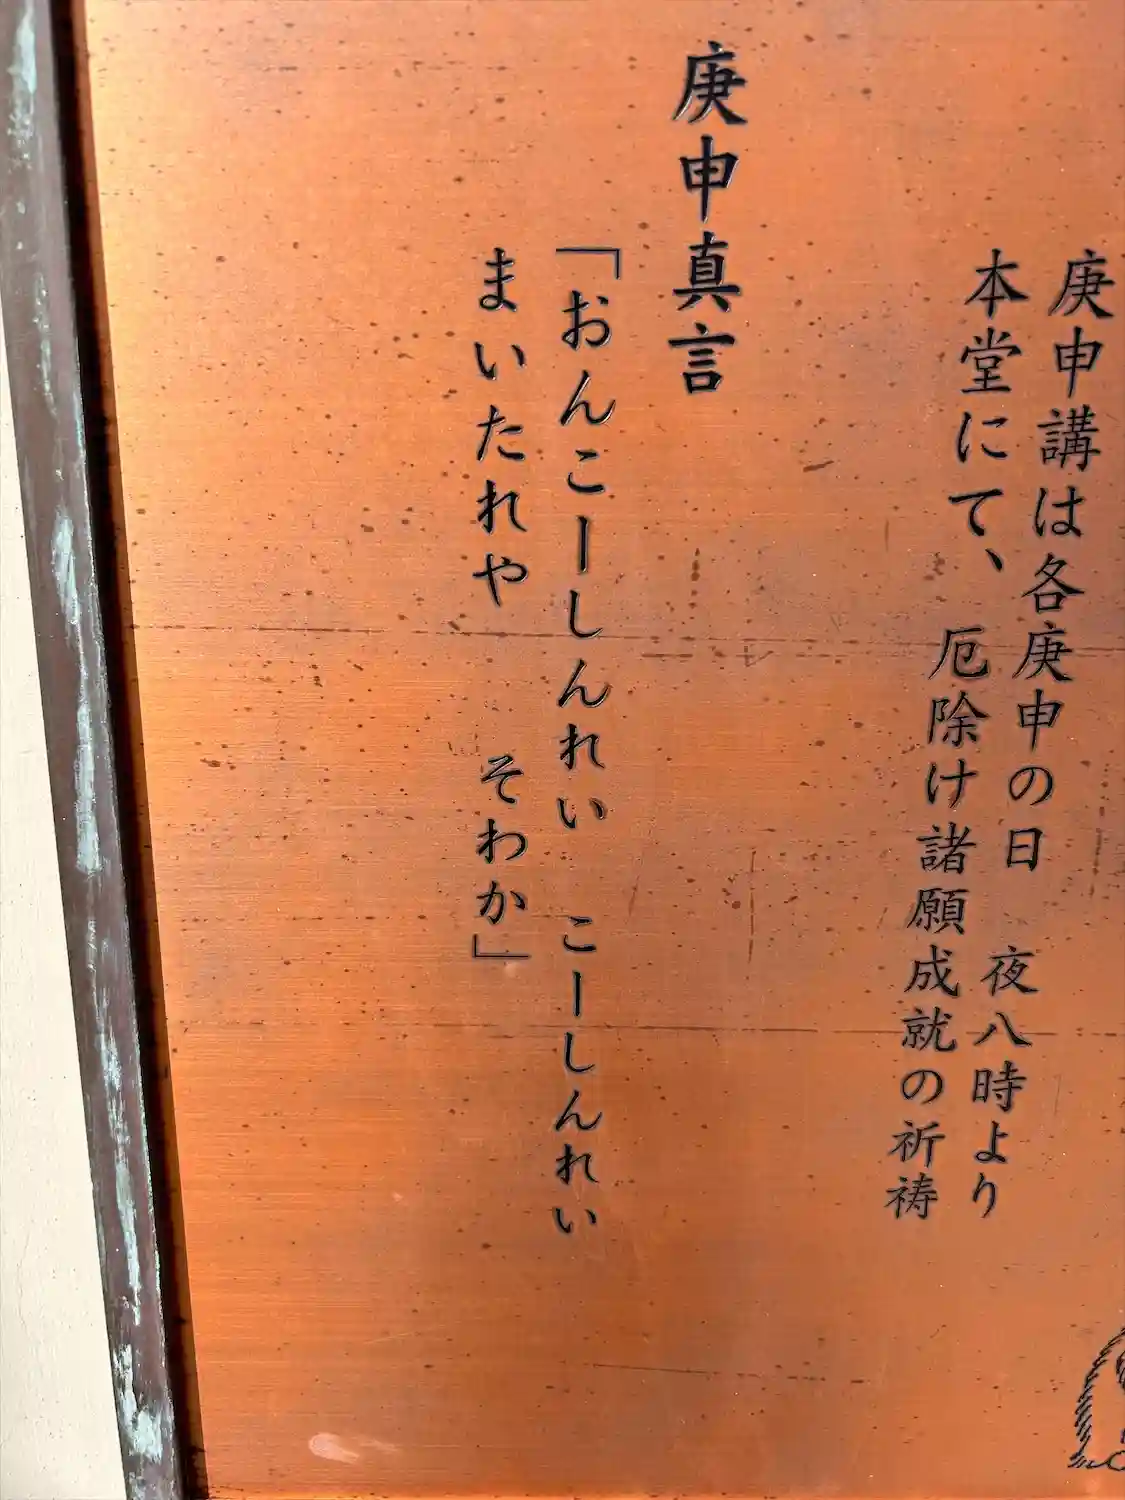 庚申講は各庚申の日　夜八時より
本堂にて、厄除け諸願成就の祈祷
庚申真言
「おんこーしんれい　こーしんれい
まいたれや　そわか」